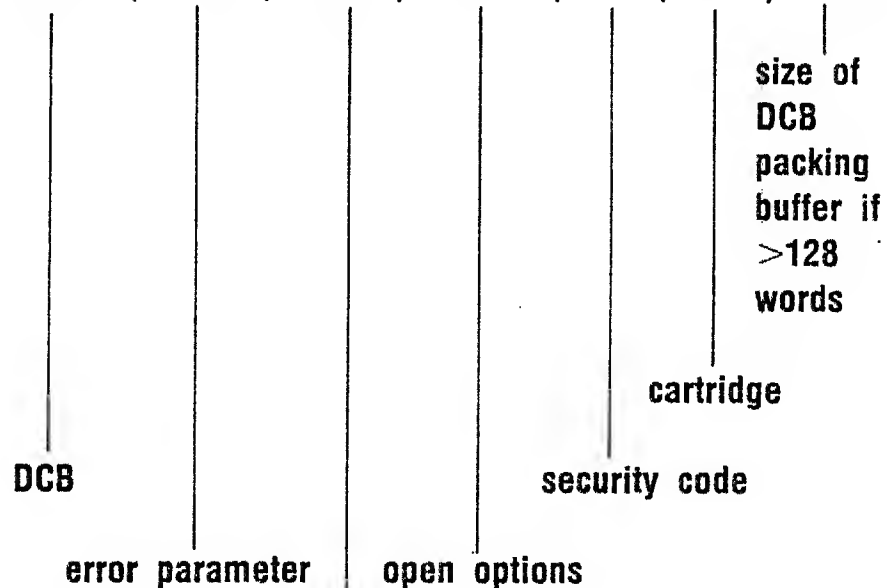 size of
DCB
packing
buffer if
>128
words
cartridge
DCB
security code
error parameter
open options